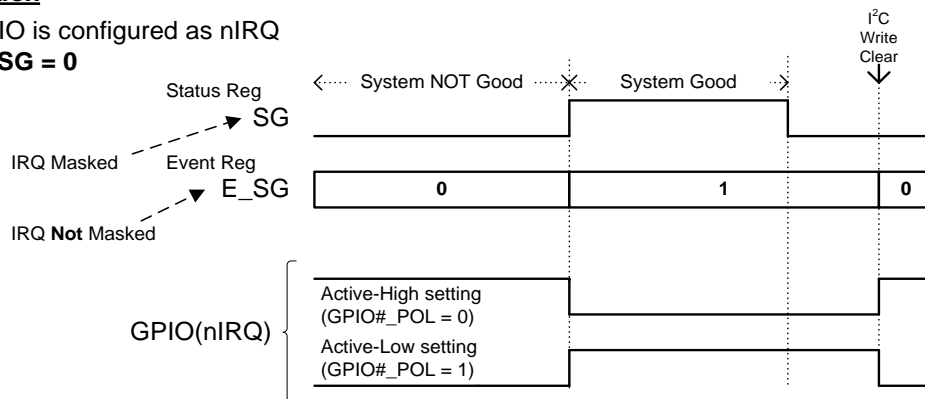 IO is configured as nIRQ
SG = 0
I²C
Write
Clear
System NOT Good
System Good
Status Reg
SG
IRQ Masked
Event Reg
E_SG
0
1
0
IRQ Not Masked
Active-High setting
(GPIO#_POL = 0)
GPIO(nIRQ)
Active-Low setting
(GPIO#_POL = 1)